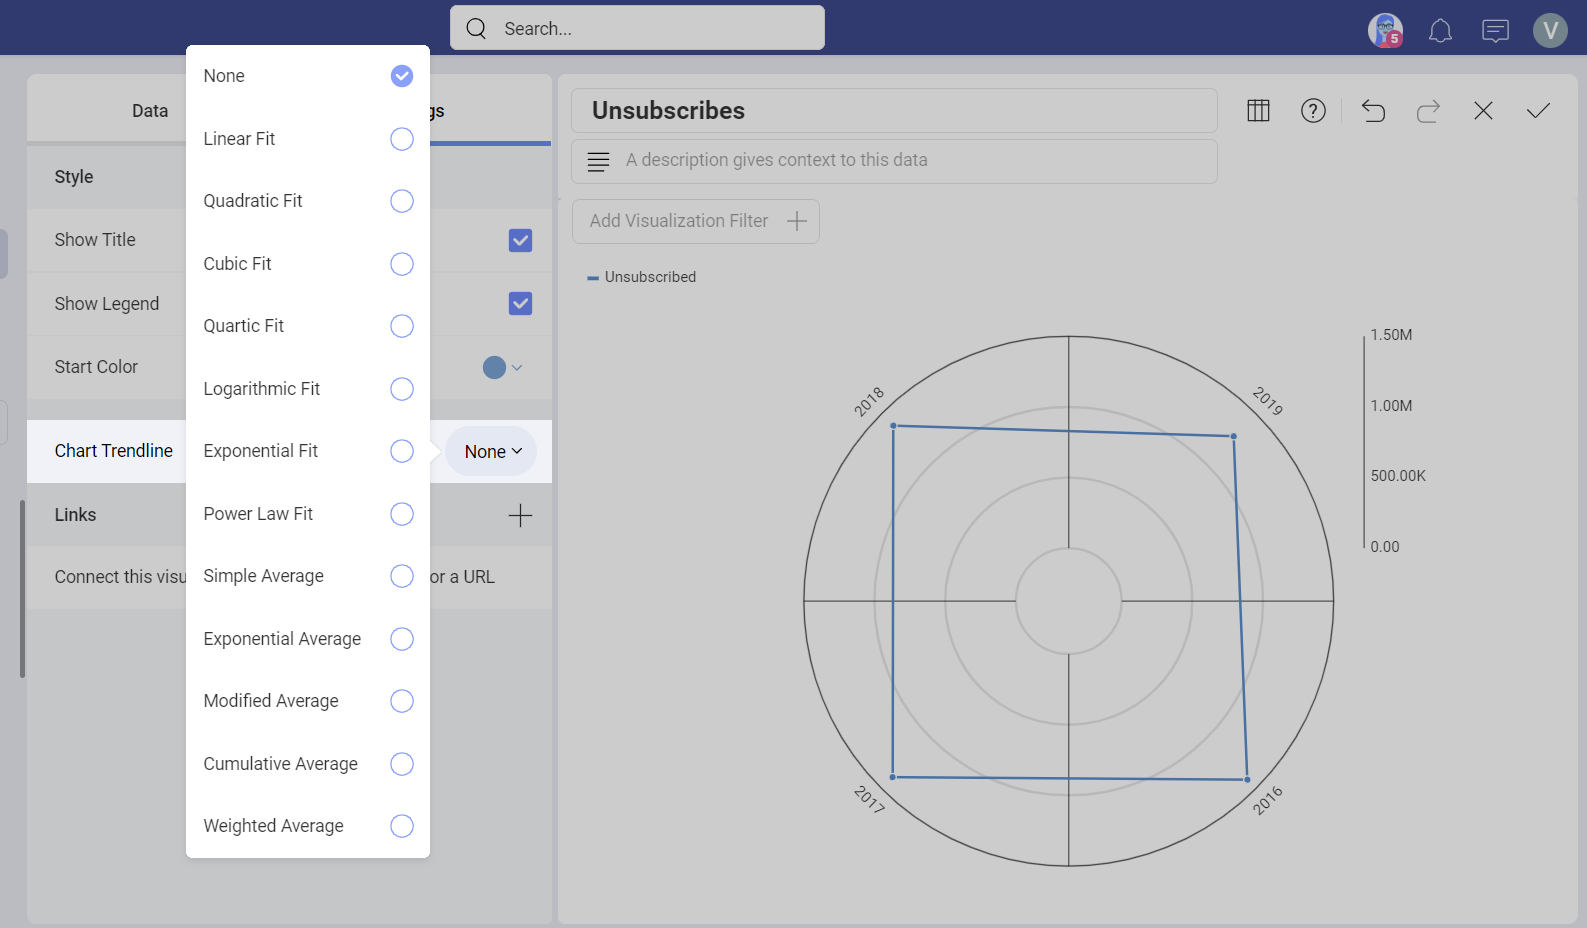 Search...
5
V
Data
gs
Style
Show Title
Show Legend
Start Color
Chart Trendline
None
Links
Connect this visu
or a URL
None
Linear Fit
Quadratic Fit
Cubic Fit
Quartic Fit
Logarithmic Fit
Exponential Fit
Power Law Fit
Simple Average
Exponential Average
Modified Average
Cumulative Average
Weighted Average
Unsubscribes
A description gives context to this data
Add Visualization Filter
Unsubscribed
2018
2019
2017
2016
1.50M
1.00M
500.00K
0.00